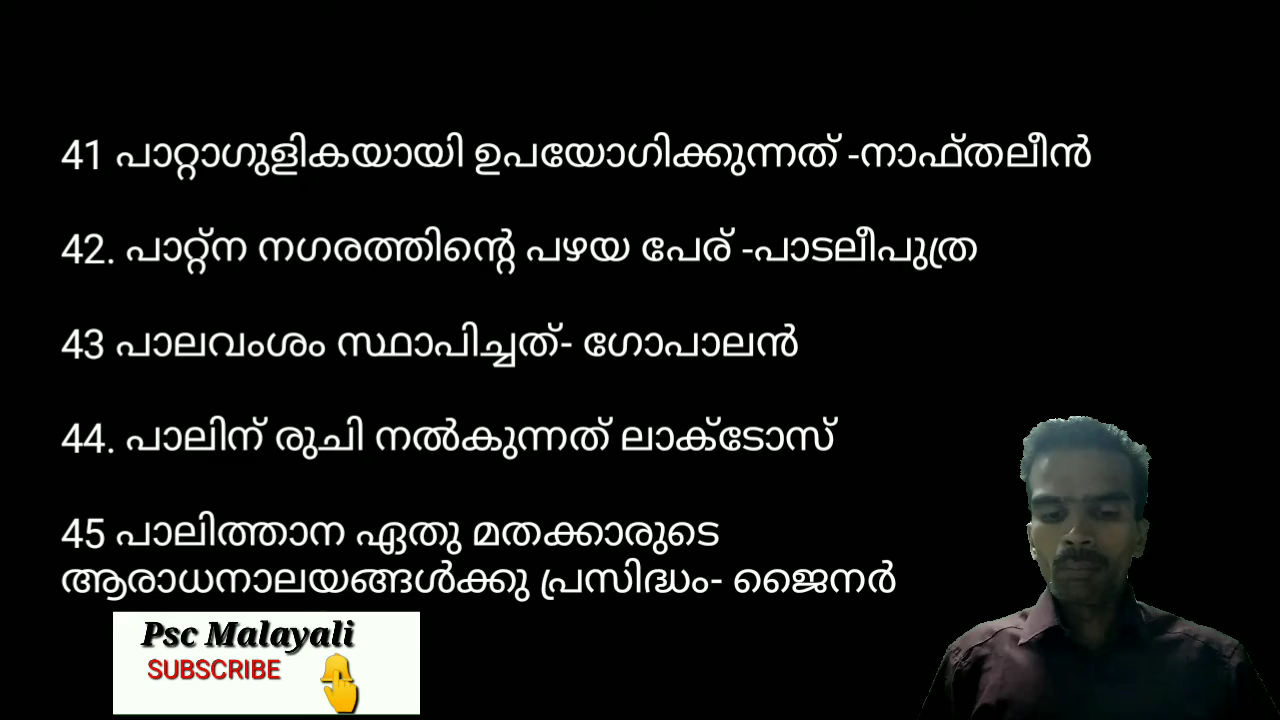 41 പാറ്റാഗുളികയായി ഉപയോഗിക്കുന്നത് -നാഫ്തലീൻ
42. പാറ്റ്ന നഗരത്തിന്റെ പഴയ പേര് -പാടലീപുത്ര
43 പാലവംശം സ്ഥാപിച്ചത്- ഗോപാലൻ
44. പാലിന് രുചി നൽകുന്നത് ലാക്ടോസ്
45 പാലിത്താന ഏതു മതക്കാരുടെ
ആരാധനാലയങ്ങൾക്കു പ്രസിദ്ധം- ജൈനർ
Psc Malayali
SUBSCRIBE